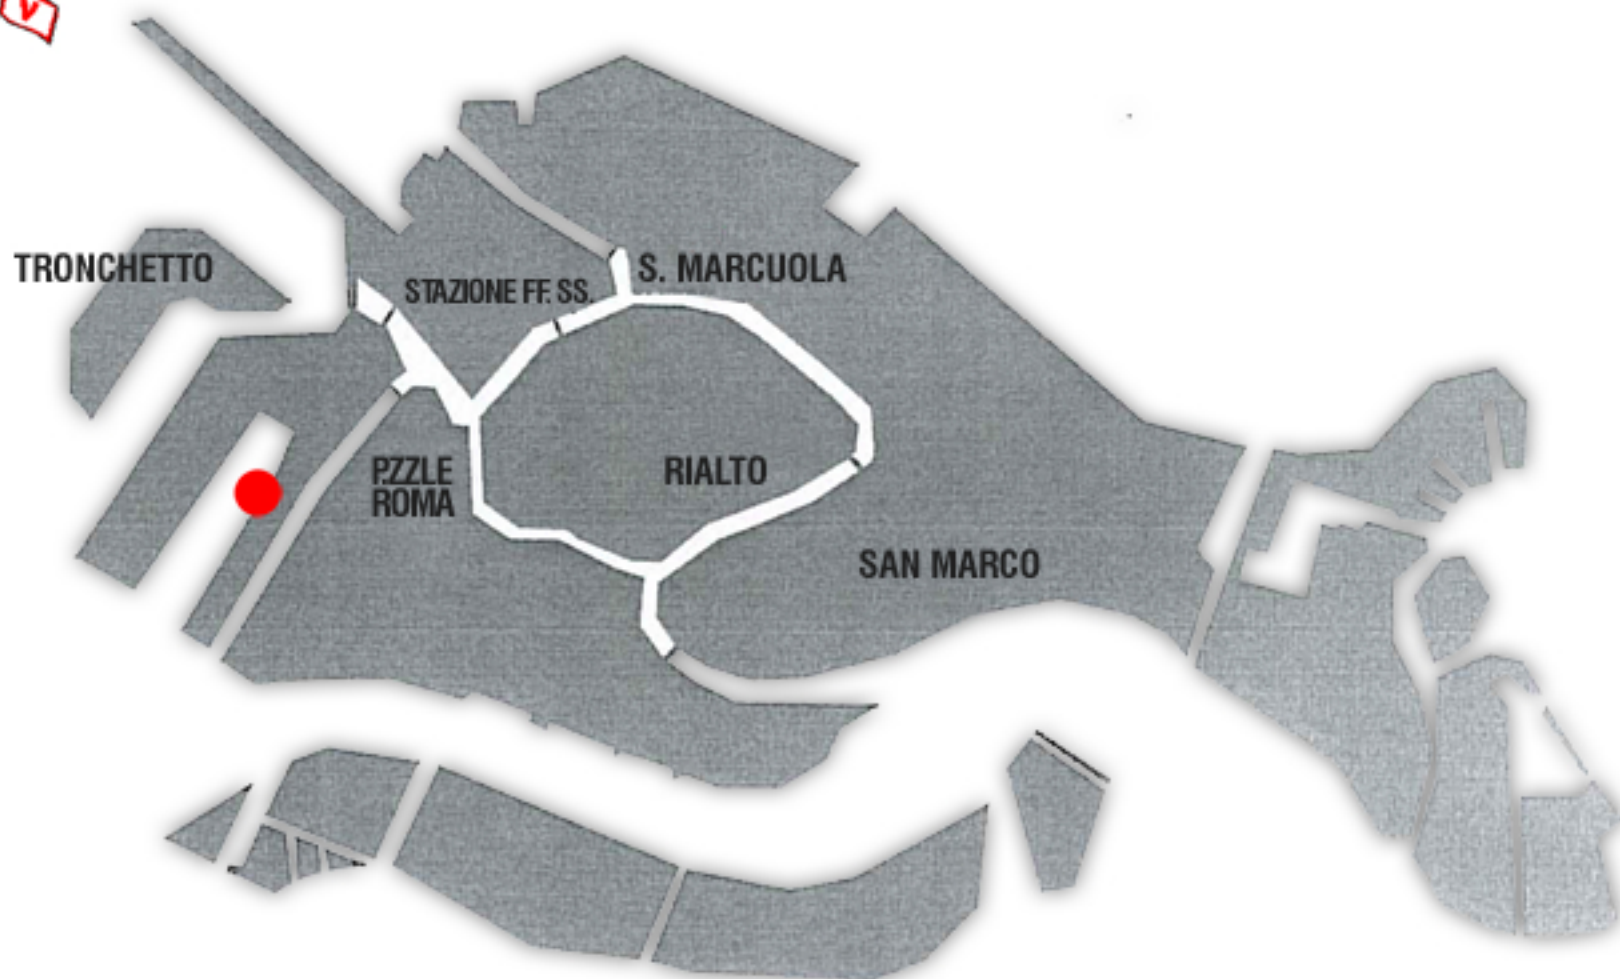 V
TRONCHETTO
STAZIONE FF. SS.
S. MARCUOLA
P.ZZLE
ROMA
RIALTO
SAN MARCO